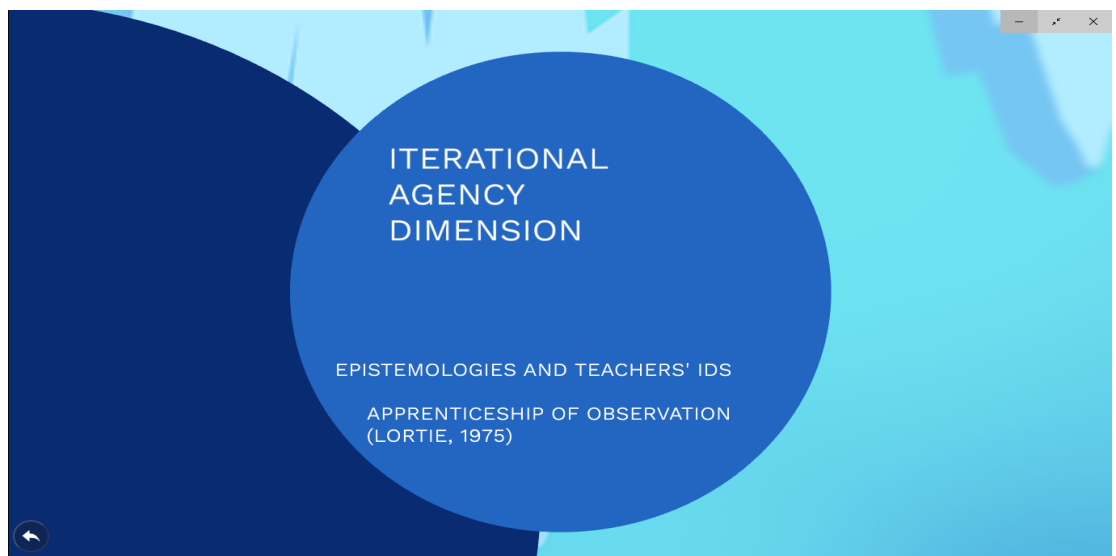 ITERATIONAL
AGENCY
DIMENSION
EPISTEMOLOGIES AND TEACHERS' IDS
APPRENTICESHIP OF OBSERVATION
(LORTIE, 1975)